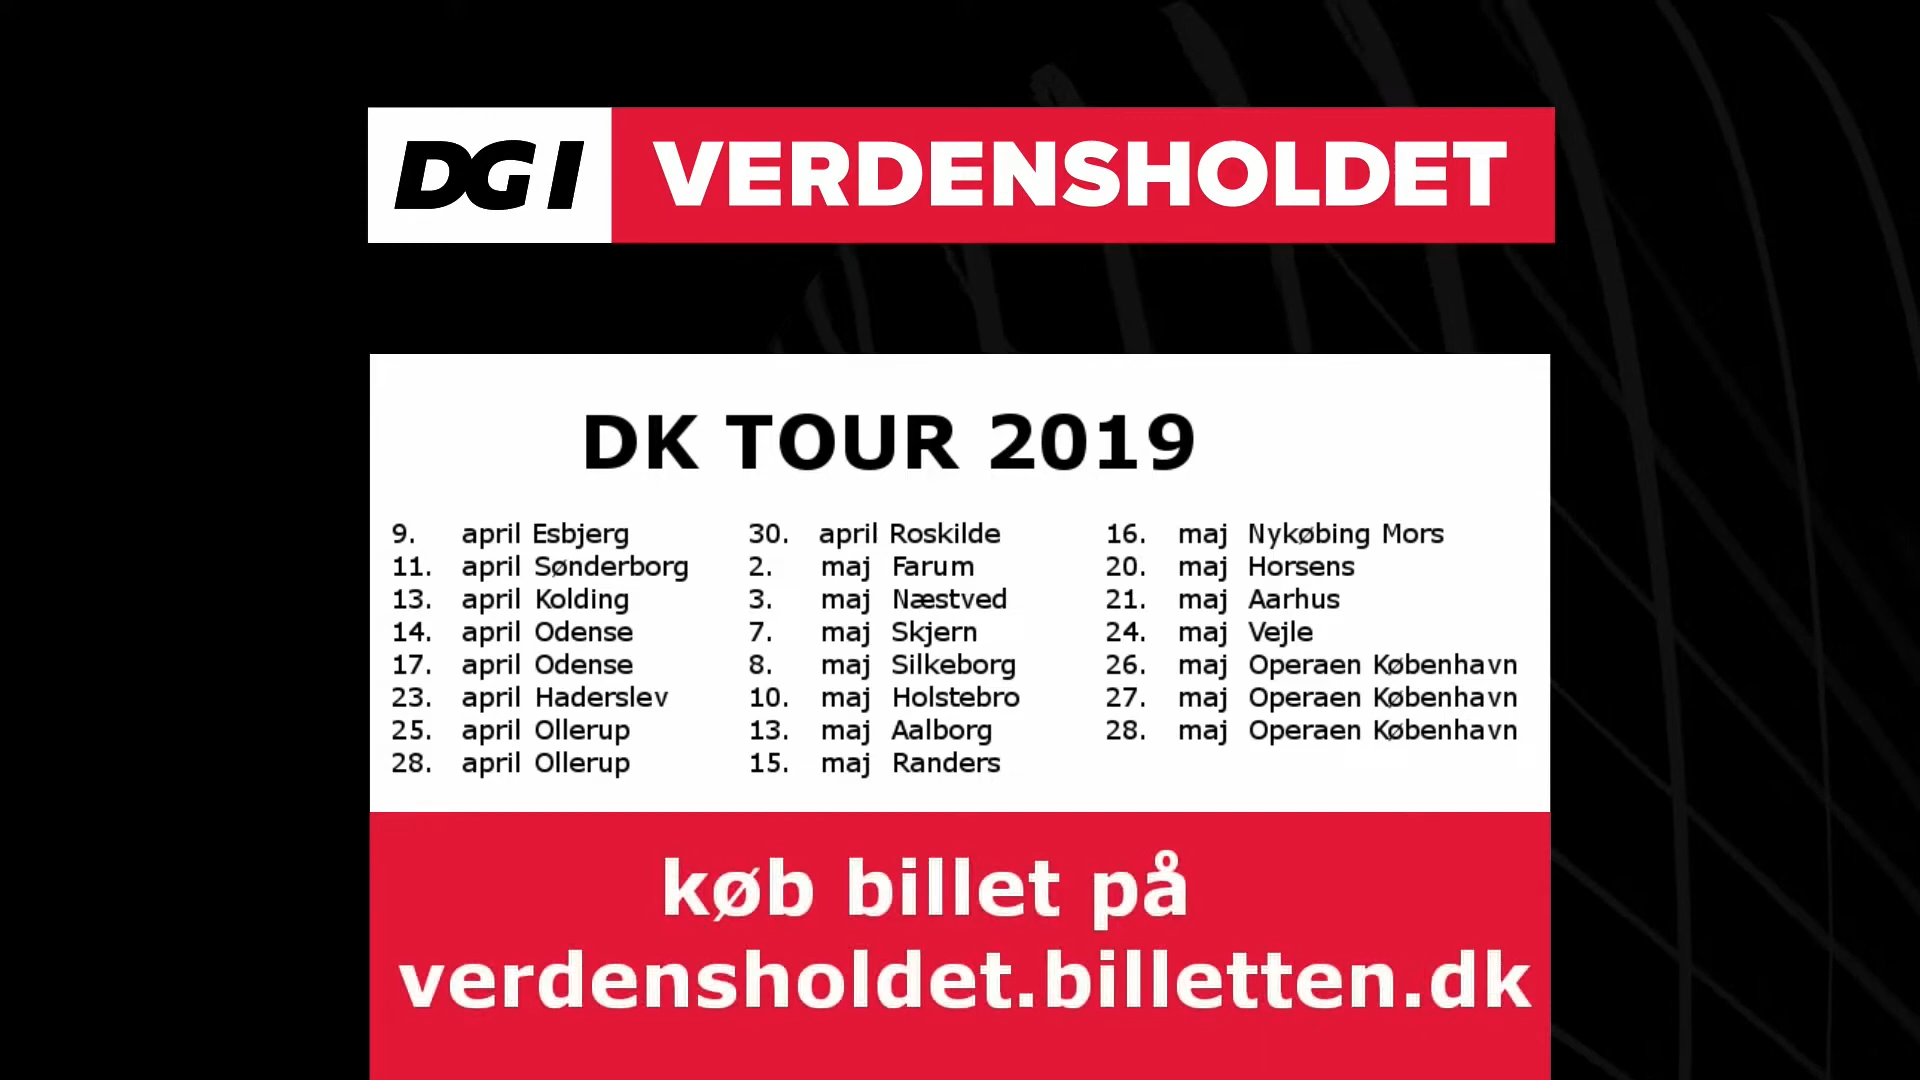 DGI VERDENSHOLDET
DK TOUR 2019
9. april Esbjerg
11. april Sønderborg
13. april Kolding
14. april Odense
17. april Odense
23. april Haderslev
25. april Ollerup
28. april Ollerup
30. april Roskilde
2. maj Farum
3. maj Næstved
7. maj Skjern
8. maj Silkeborg
10. maj Holstebro
13. maj Aalborg
15. maj Randers
16. maj Nykøbing Mors
20. maj Horsens
21. maj Aarhus
24. maj Vejle
26. maj Operaen København
27. maj Operaen København
28. maj Operaen København
køb billet på
verdensholdet.billetten.dk